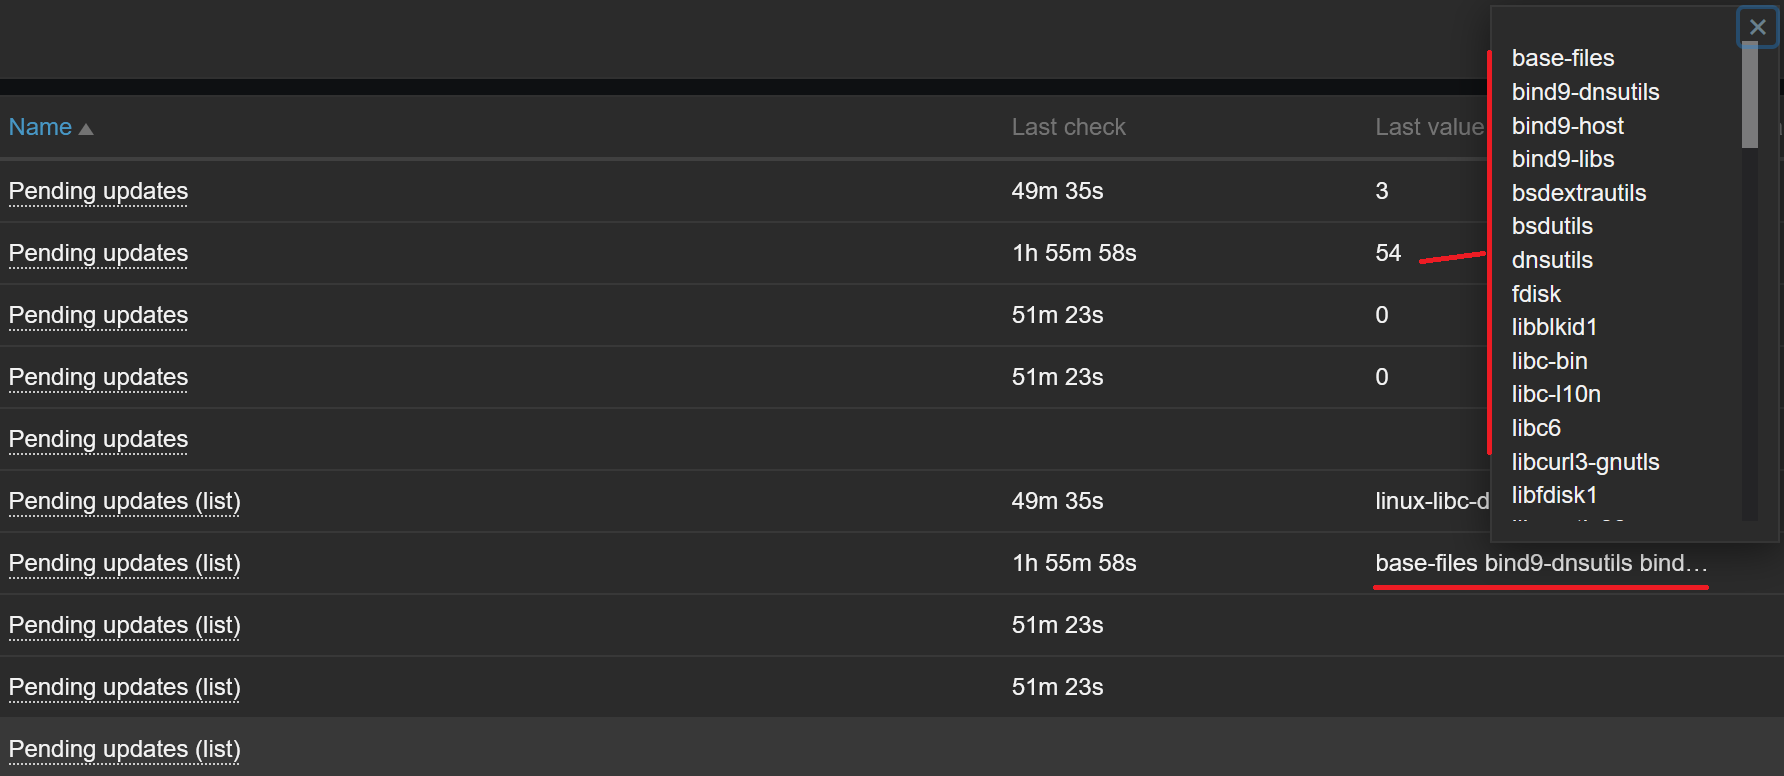 Name ▲ Last check Last value
Pending updates 49m 35s 3
Pending updates 1h 55m 58s 54
Pending updates 51m 23s 0
Pending updates 51m 23s 0
Pending updates
Pending updates (list) 49m 35s linux-libc-d
Pending updates (list) 1h 55m 58s base-files bind9-dnsutils bind...
Pending updates (list) 51m 23s
Pending updates (list) 51m 23s
Pending updates (list)
base-files
bind9-dnsutils
bind9-host
bind9-libs
bsdextrautils
bsdutils
dnsutils
fdisk
libblkid1
libc-bin
libc-l10n
libc6
libcurl3-gnutls
libfdisk1